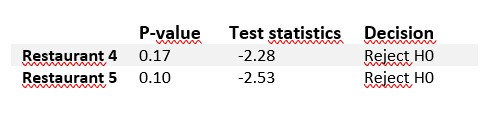 P-value Test statistics Decision
Restaurant 4 0.17 -2.28 Reject H0
Restaurant 5 0.10 -2.53 Reject H0